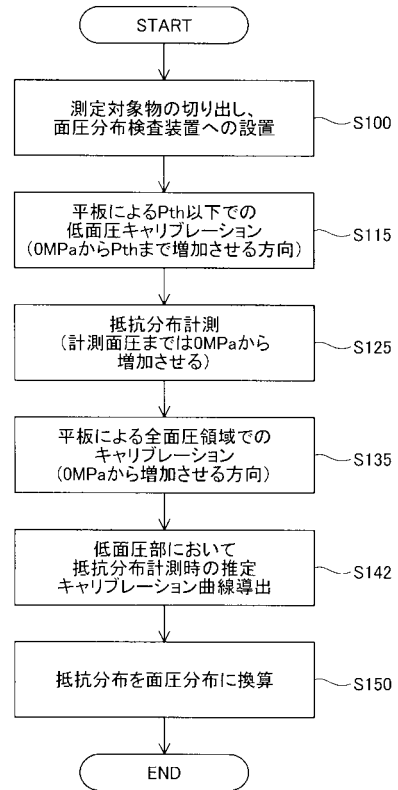 START
測定対象物の切り出し、
面圧分布検査装置への設置
S100
平板によるPth以下での
低面圧キャリブレーション
(0MPaからPthまで増加させる方向)
S115
抵抗分布計測
(計測面圧までは0MPaから
増加させる)
S125
平板による全面圧領域での
キャリブレーション
(0MPaから増加させる方向)
S135
低面圧部において
抵抗分布計測時の推定
キャリブレーション曲線導出
S142
抵抗分布を面圧分布に換算
S150
END